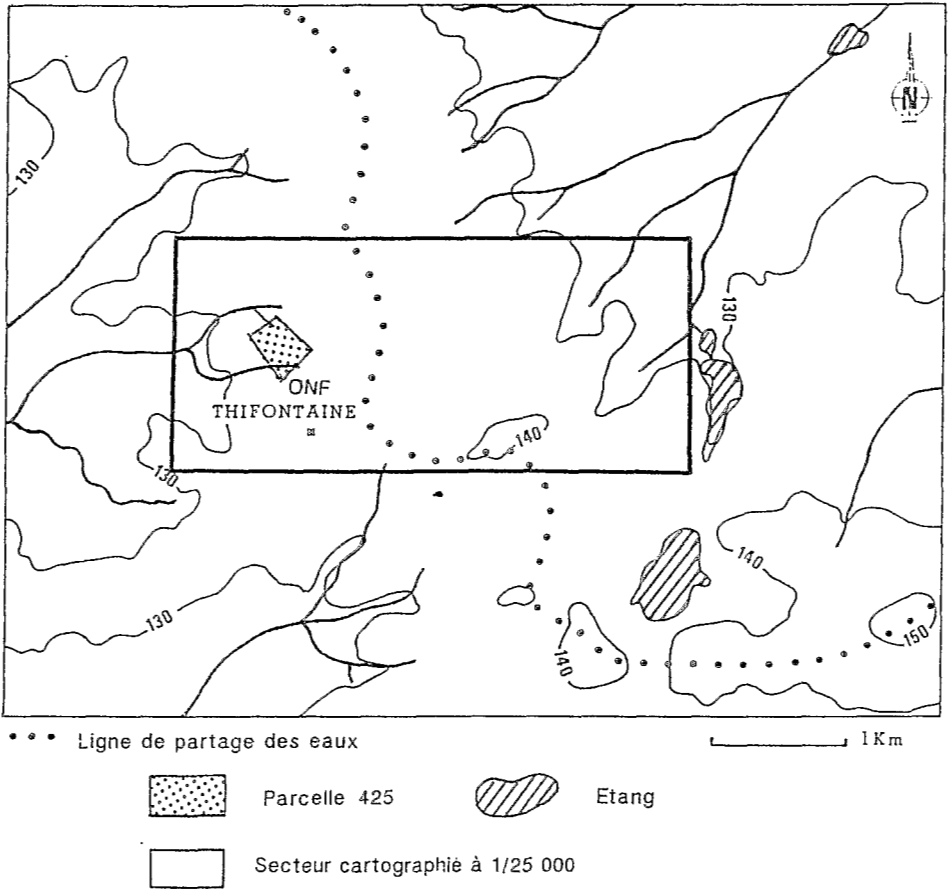 N
130
130
ONF
THIFONTAINE
140
130
140
130
140
150
Ligne de partage des eaux
1 Km
Parcelle 425
Etang
Secteur cartographié à 1/25 000